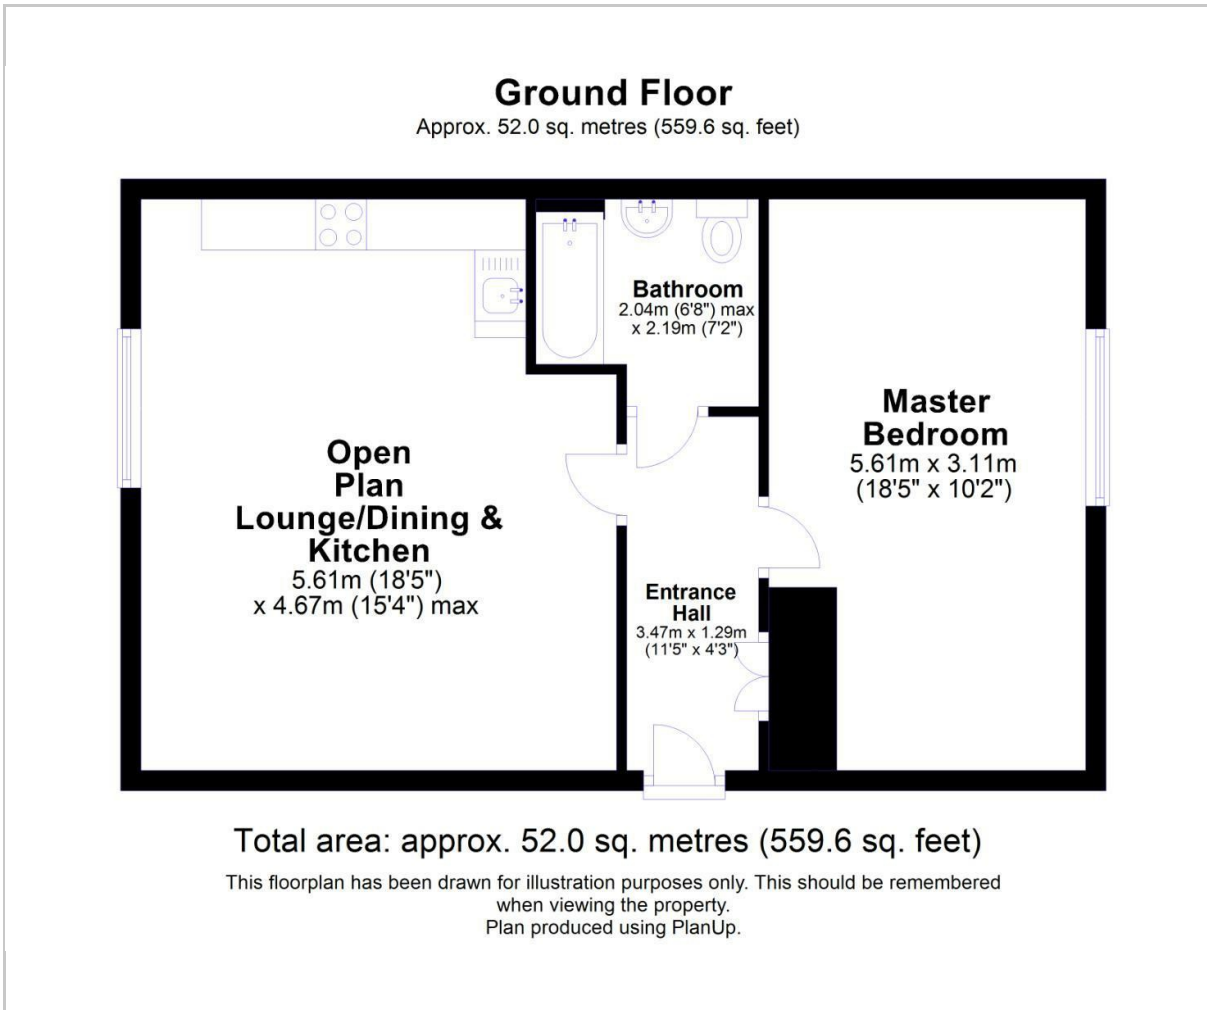 Ground Floor
Approx. 52.0 sq. metres (559.6 sq. feet)
Bathroom
2.04m (6'8") max
x 2.19m (7'2")
Master
Bedroom
5.61m x 3.11m
(18'5" x 10'2")
Open
Plan
Lounge/Dining &
Kitchen
5.61m (18'5")
x 4.67m (15'4") max
Entrance
Hall
3.47m x 1.29m
(11'5" x 4'3")
Total area: approx. 52.0 sq. metres (559.6 sq. feet)
This floorplan has been drawn for illustration purposes only. This should be remembered
when viewing the property.
Plan produced using PlanUp.